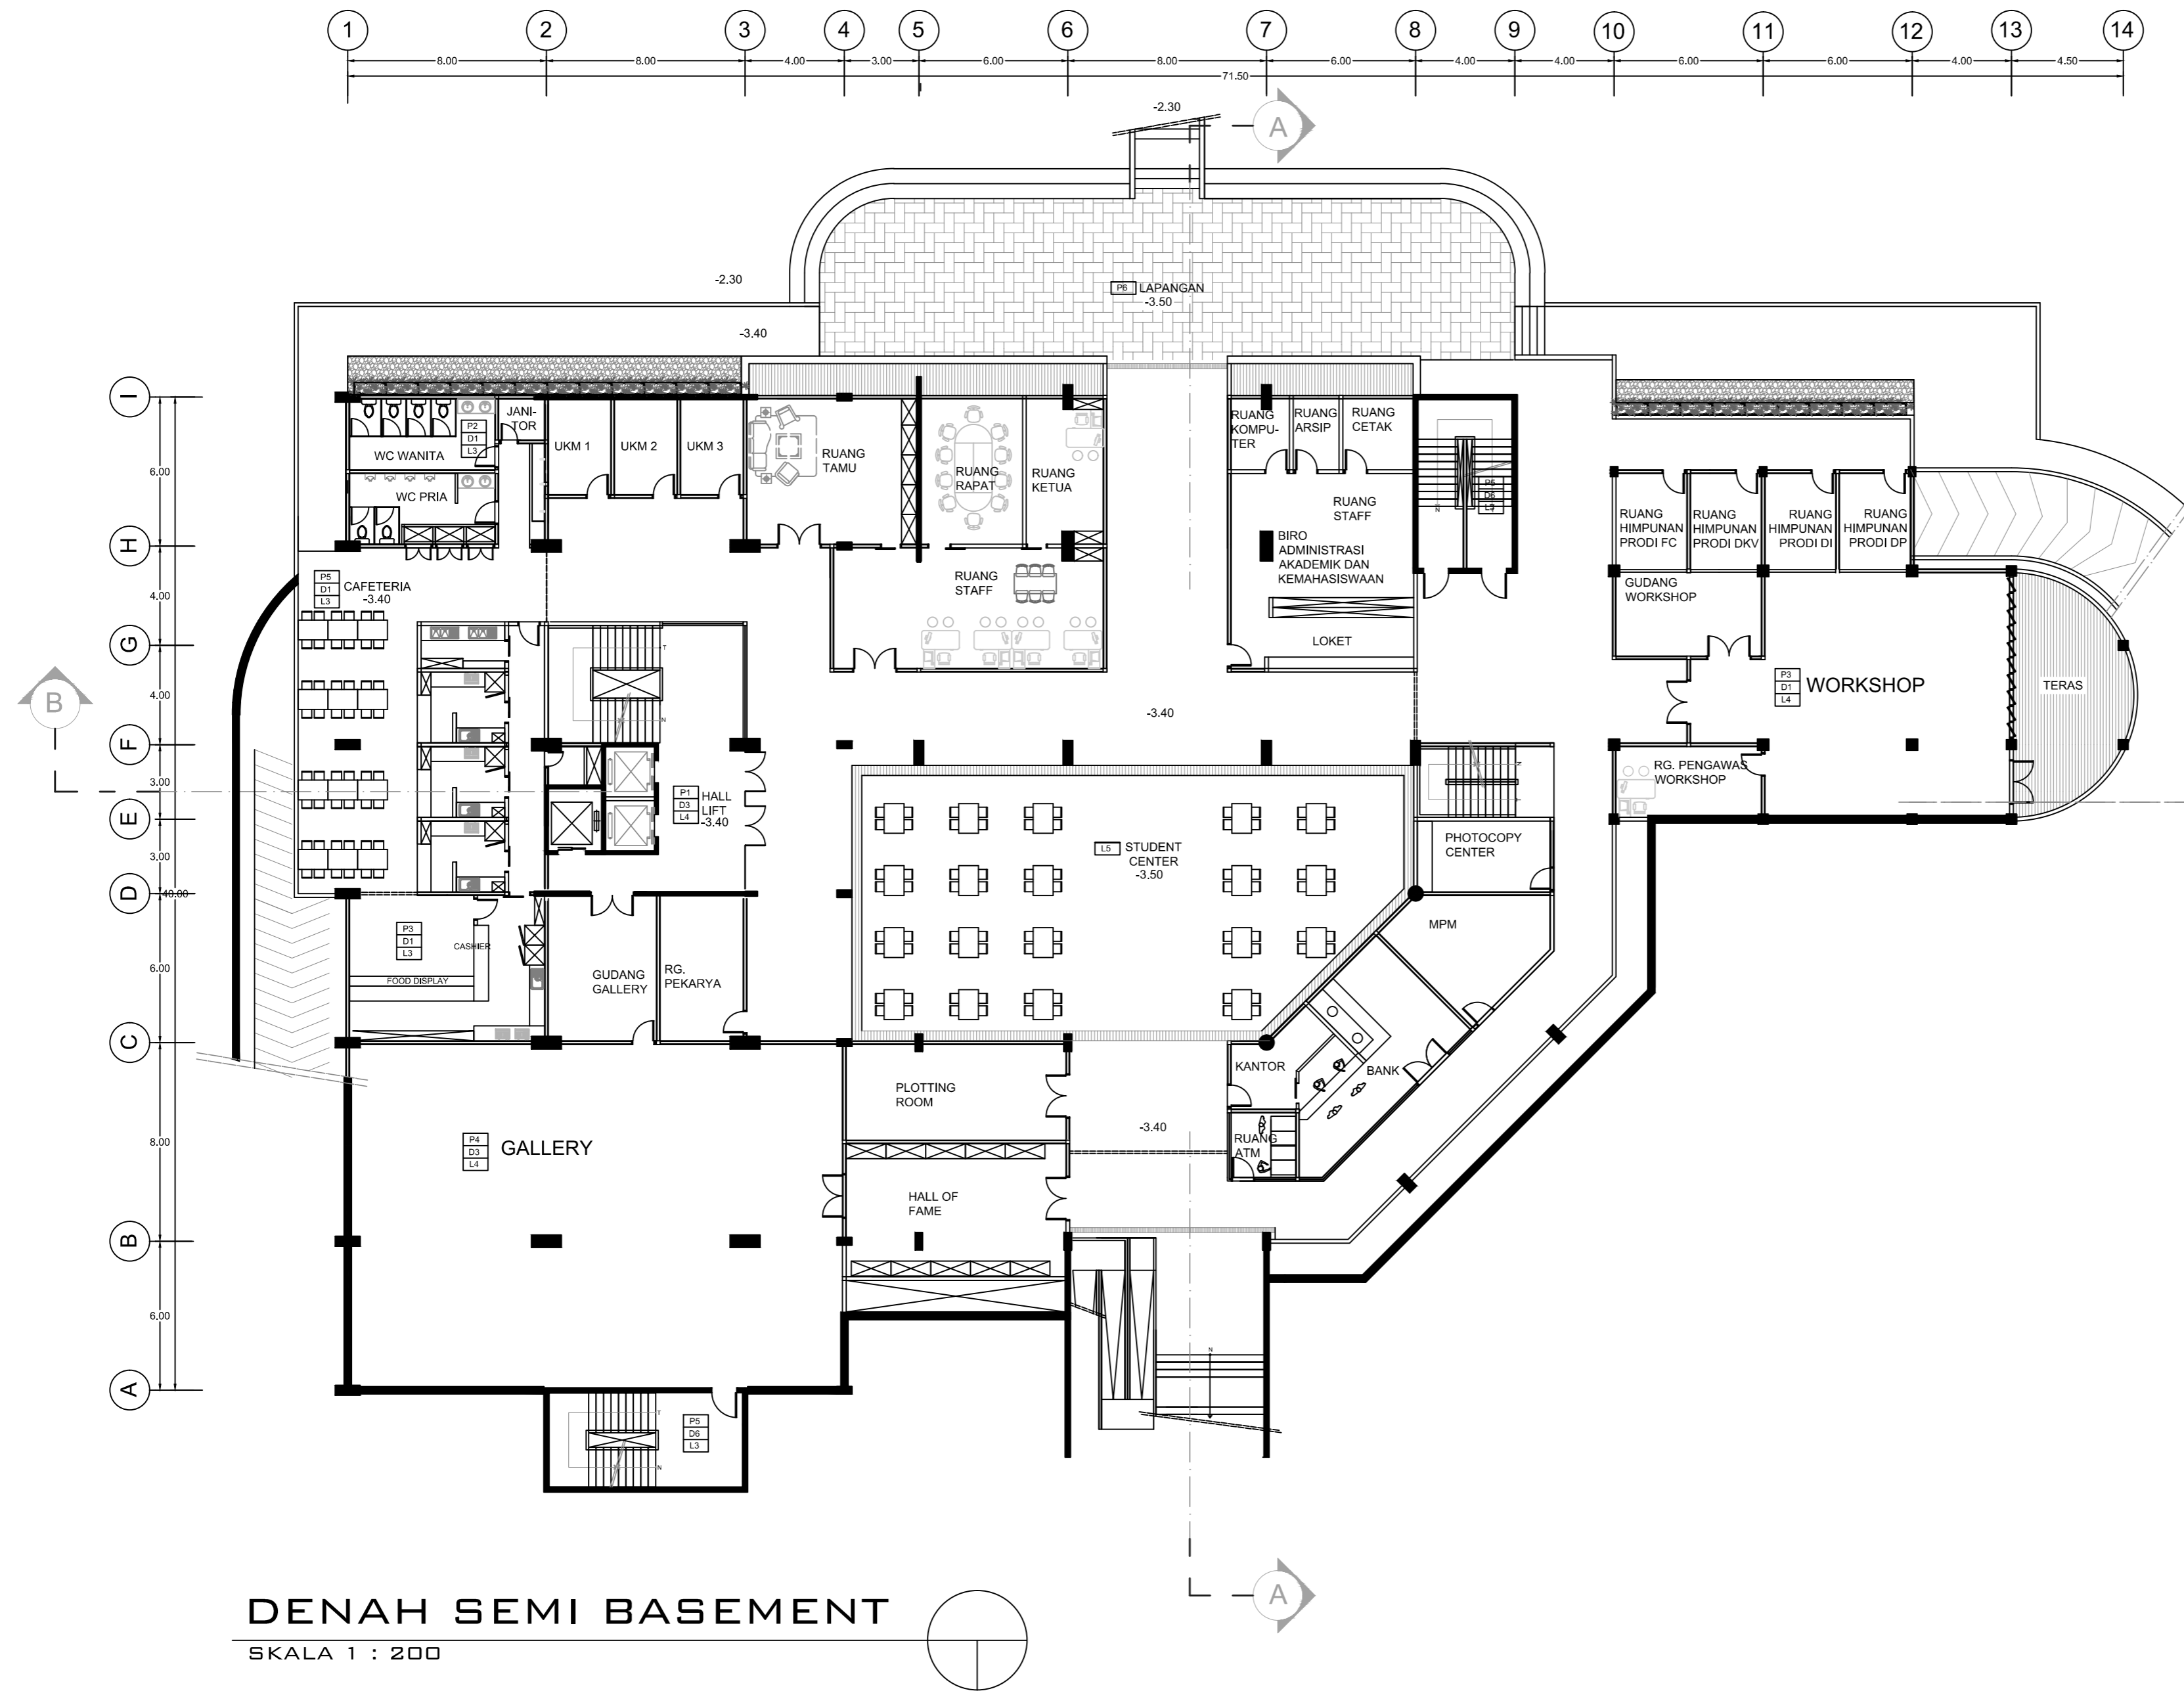 1 2 3 4 5 6 7 8 9 10 11 12 13 14
8.00 8.00 4.00 3.00 6.00 8.00 6.00 4.00 4.00 6.00 6.00 4.00 4.50
71.50
-2.30
A
-2.30
P6 LAPANGAN
-3.50
-3.40
I
H
G
F
E
D
C
B
A
6.00
4.00
4.00
3.00
3.00
40.00
6.00
8.00
6.00
B
P2
D1
L3
WC WANITA
JANI-
TOR
WC PRIA
UKM 1
UKM 2
UKM 3
RUANG
TAMU
RUANG
RAPAT
RUANG
KETUA
RUANG
KOMPU-
TER
RUANG
ARSIP
RUANG
CETAK
RUANG
STAFF
BIRO
ADMINISTRASI
AKADEMIK DAN
KEMAHASISWAAN
LOKET
P5
D6
L3
N
RUANG
HIMPUNAN
PRODI FC
RUANG
HIMPUNAN
PRODI DKV
RUANG
HIMPUNAN
PRODI DI
RUANG
HIMPUNAN
PRODI DP
GUDANG
WORKSHOP
P5
D1
L3
CAFETERIA
-3.40
RUANG
STAFF
T
N
P3
D1
L4
WORKSHOP
TERAS
-3.40
RG. PENGAWAS
WORKSHOP
P1
D3
L4
HALL
LIFT
-3.40
N
T
L5 STUDENT
CENTER
-3.50
PHOTOCOPY
CENTER
MPM
P3
D1
L3
CASHIER
FOOD DISPLAY
GUDANG
GALLERY
RG.
PEKARYA
PLOTTING
ROOM
KANTOR
BANK
RUANG
ATM
-3.40
P4
D3
L4
GALLERY
HALL OF
FAME
N
P5
D6
L3
T
N
A
DENAH SEMI BASEMENT
SKALA 1 : 200